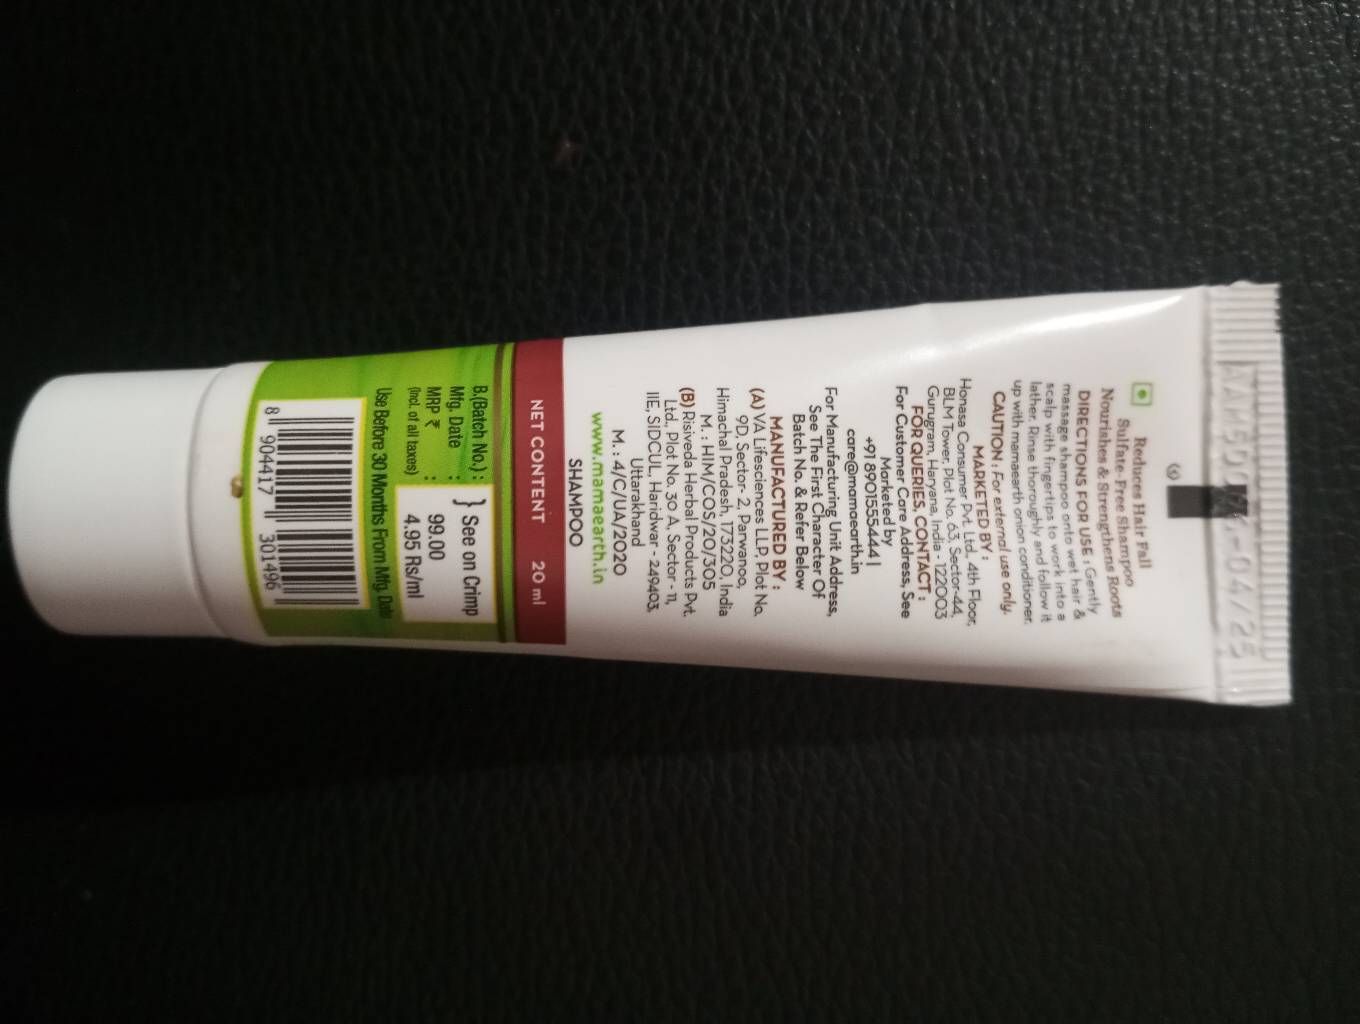 Reduces Hair Fall
Sulfate-Free Shampoo
Nourishes & Strengthens Roots
DIRECTIONS FOR USE : Gently
massage shampoo onto wet hair &
scalp with fingertips to work into a
lather. Rinse thoroughly and follow it
up with mamaearth onion conditioner.
CAUTION : For external use only.
MARKETED BY :
Honasa Consumer Pvt. Ltd. 4th Floor,
BLM Tower, Plot No. 63, Sector-44,
Gurugram, Haryana, India - 122003
FOR QUERIES, CONTACT :
For Customer Care Address, See
Marketed by
+91 8901555444 |
care@mamaearth.in
For Manufacturing Unit Address,
See The First Character Of
Batch No. & Refer Below
MANUFACTURED BY :
(A) VA Lifesciences LLP, Plot No.
9D, Sector- 2, Parwanoo,
Himachal Pradesh, 173220, India
M. : HIM/COS/20/305
(B) Risiveda Herbal Products Pvt.
Ltd., Plot No. 30 A, Sector- 11,
IIE, SIDCUL, Haridwar - 249403,
Uttarakhand
M. : 4/C/UA/2020
www.mamaearth.in
SHAMPOO
NET CONTENT 20 ml
B.(Batch No.) :
Mfg. Date : } See on Crimp
MRP ₹ : 99.00
(Incl. of all taxes) 4.95 Rs/ml
Use Before 30 Months From Mfg. Date
8 904417 301496
04/25